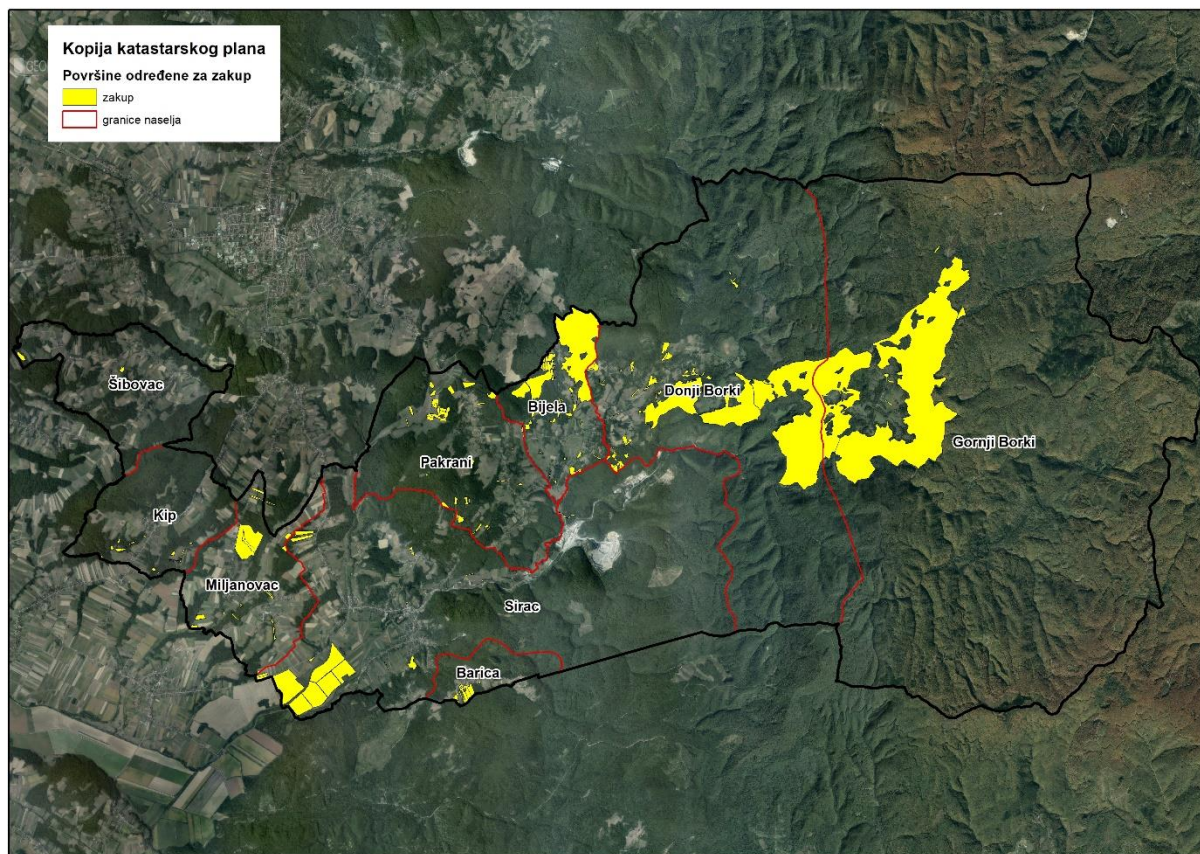 Kopija katastarskog plana
Površine određene za zakup
zakup
granice naselja
Šibovac
Bijela
Donji Borki
Gornji Borki
Pakrani
Kip
Miljanovac
Sirac
Barica